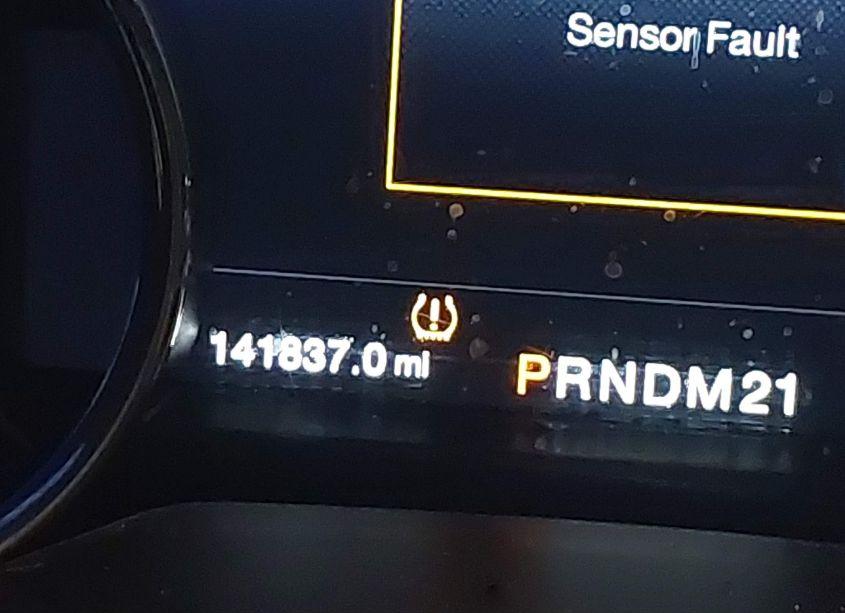 Sensor Fault
141837.0 mi
PRNDM21